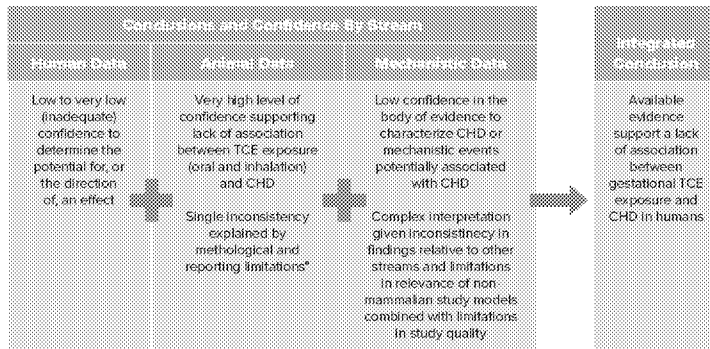 Conclusions and Confidence By Stream
Human Data
Animal Data
Mechanistic Data
Integrated
Conclusion
Low to very low
(inadequate)
confidence to
determine the
potential for, or
the direction
of, an effect
Very high level of
confidence supporting
lack of association
between TCE exposure
(oral and inhalation)
and CHD
Single inconsistency
explained by
methological and
reporting limitations*
Low confidence in the
body of evidence to
characterize CHD or
mechanistic events
potentially associated
with CHD
Complex interpretation
given inconsistinecy in
findings relative to other
streams and limitations
in relevance of non-
mammalian study models
combined with limitations
in study quality
Available
evidence
support a lack
of association
between
gestational TCE
exposure and
CHD in humans